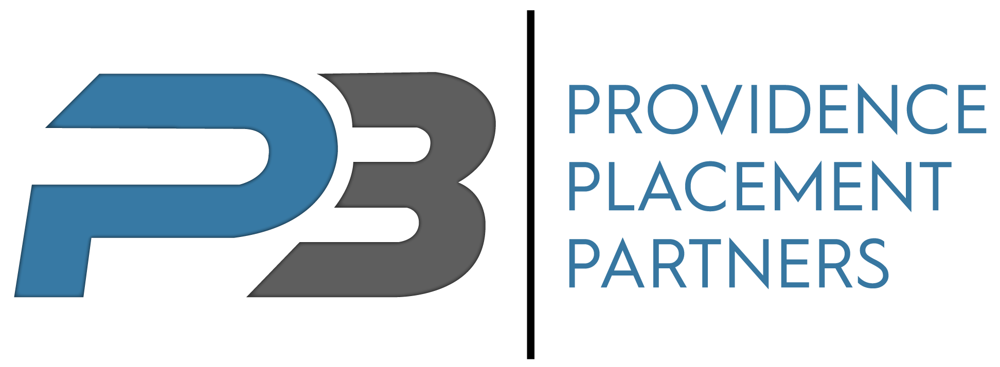 P3
PROVIDENCE
PLACEMENT
PARTNERS